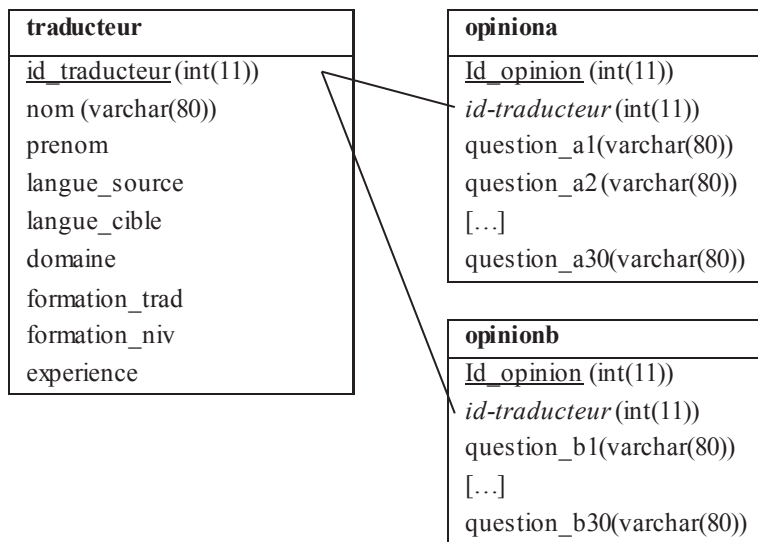 traducteur
id_traducteur (int(11))
nom (varchar(80))
prenom
langue_source
langue_cible
domaine
formation_trad
formation_niv
experience
opiniona
Id_opinion (int(11))
id-traducteur (int(11))
question_a1(varchar(80))
question_a2 (varchar(80))
[…]
question_a30(varchar(80))
opinionb
Id_opinion (int(11))
id-traducteur (int(11))
question_b1(varchar(80))
[…]
question_b30(varchar(80))